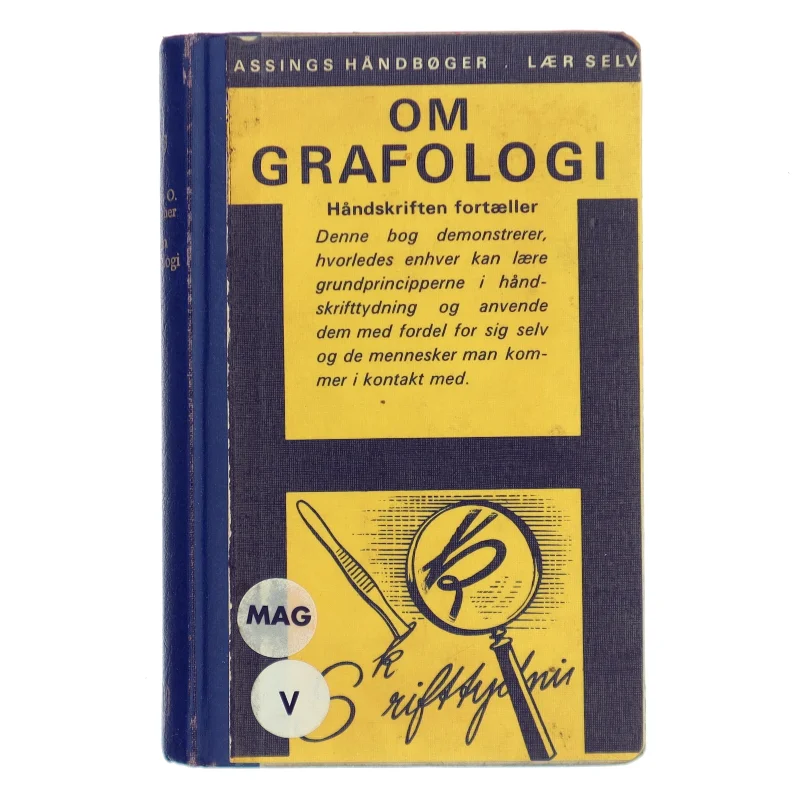 ASSINGS HÅNDBØGER . LÆR SELV
OM
GRAFOLOGI
Håndskriften fortæller
Denne bog demonstrerer,
hvorledes enhver kan lære
grundprincipperne i hånd-
skrifttydning og anvende
dem med fordel for sig selv
og de mennesker man kom-
mer i kontakt med.
MAG
V
Skrifttydning
O.